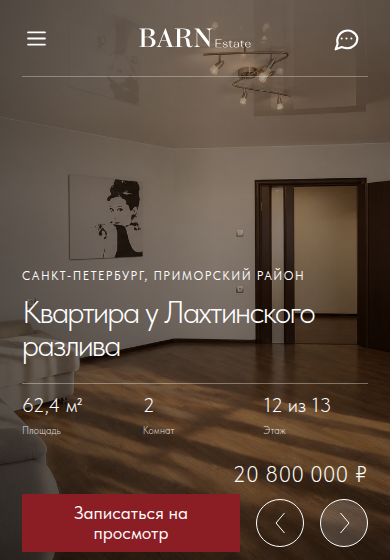 BARN Estate
САНКТ-ПЕТЕРБУРГ, ПРИМОРСКИЙ РАЙОН
Квартира у Лахтинского
разлива
62,4 м² 2 12 из 13
Площадь Комнат Этаж
20 800 000 ₽
Записаться на
просмотр